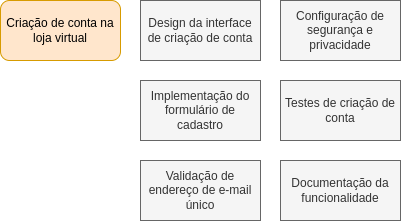 Criação de conta na
loja virtual
Design da interface
de criação de conta
Configuração de
segurança e
privacidade
Implementação do
formulário de
cadastro
Testes de criação de
conta
Validação de
endereço de e-mail
único
Documentação da
funcionalidade